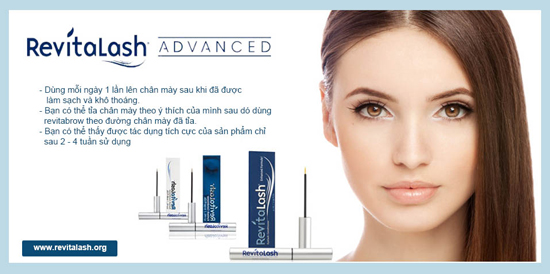 RevitaLash® ADVANCED
- Dùng mỗi ngày 1 lần lên chân mày sau khi đã được
làm sạch và khô thoáng.
- Bạn có thể tỉa chân mày theo ý thích của mình sau dó dùng
revitabrow theo đường chân mày đã tỉa.
- Bạn có thể thấy được tác dụng tích cực của sản phẩm chỉ
sau 2 - 4 tuần sử dụng
RevitaLash
RevitaLash
RevitaLash
www.revitalash.org